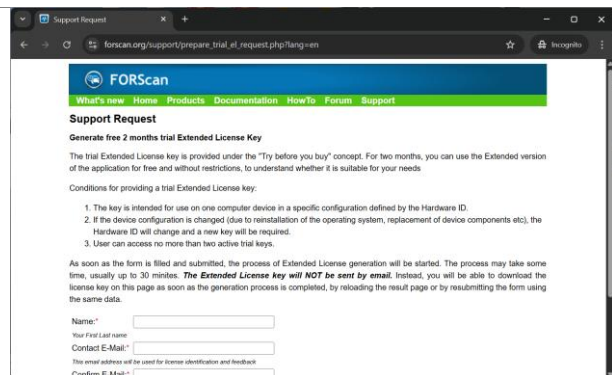 Support Request
forscan.org/support/prepare_trial_el_request.php?lang=en
Incognito
FORScan
What's new Home Products Documentation HowTo Forum Support
Support Request
Generate free 2 months trial Extended License Key
The trial Extended License key is provided under the "Try before you buy" concept. For two months, you can use the Extended version
of the application for free and without restrictions, to understand whether it is suitable for your needs
Conditions for providing a trial Extended License key:
1. The key is intended for use on one computer device in a specific configuration defined by the Hardware ID.
2. If the device configuration is changed (due to reinstallation of the operating system, replacement of device components etc), the
Hardware ID will change and a new key will be required.
3. User can access no more than two active trial keys.
As soon as the form is filled and submitted, the process of Extended License generation will be started. The process may take some
time, usually up to 30 minites. The Extended License key will NOT be sent by email. Instead, you will be able to download the
license key on this page as soon as the generation process is completed, by reloading the result page or by resubmitting the form using
the same data.
Name:*
Your First Last name
Contact E-Mail:*
This email address will be used for license identification and feedback
Confirm E-Mail:*